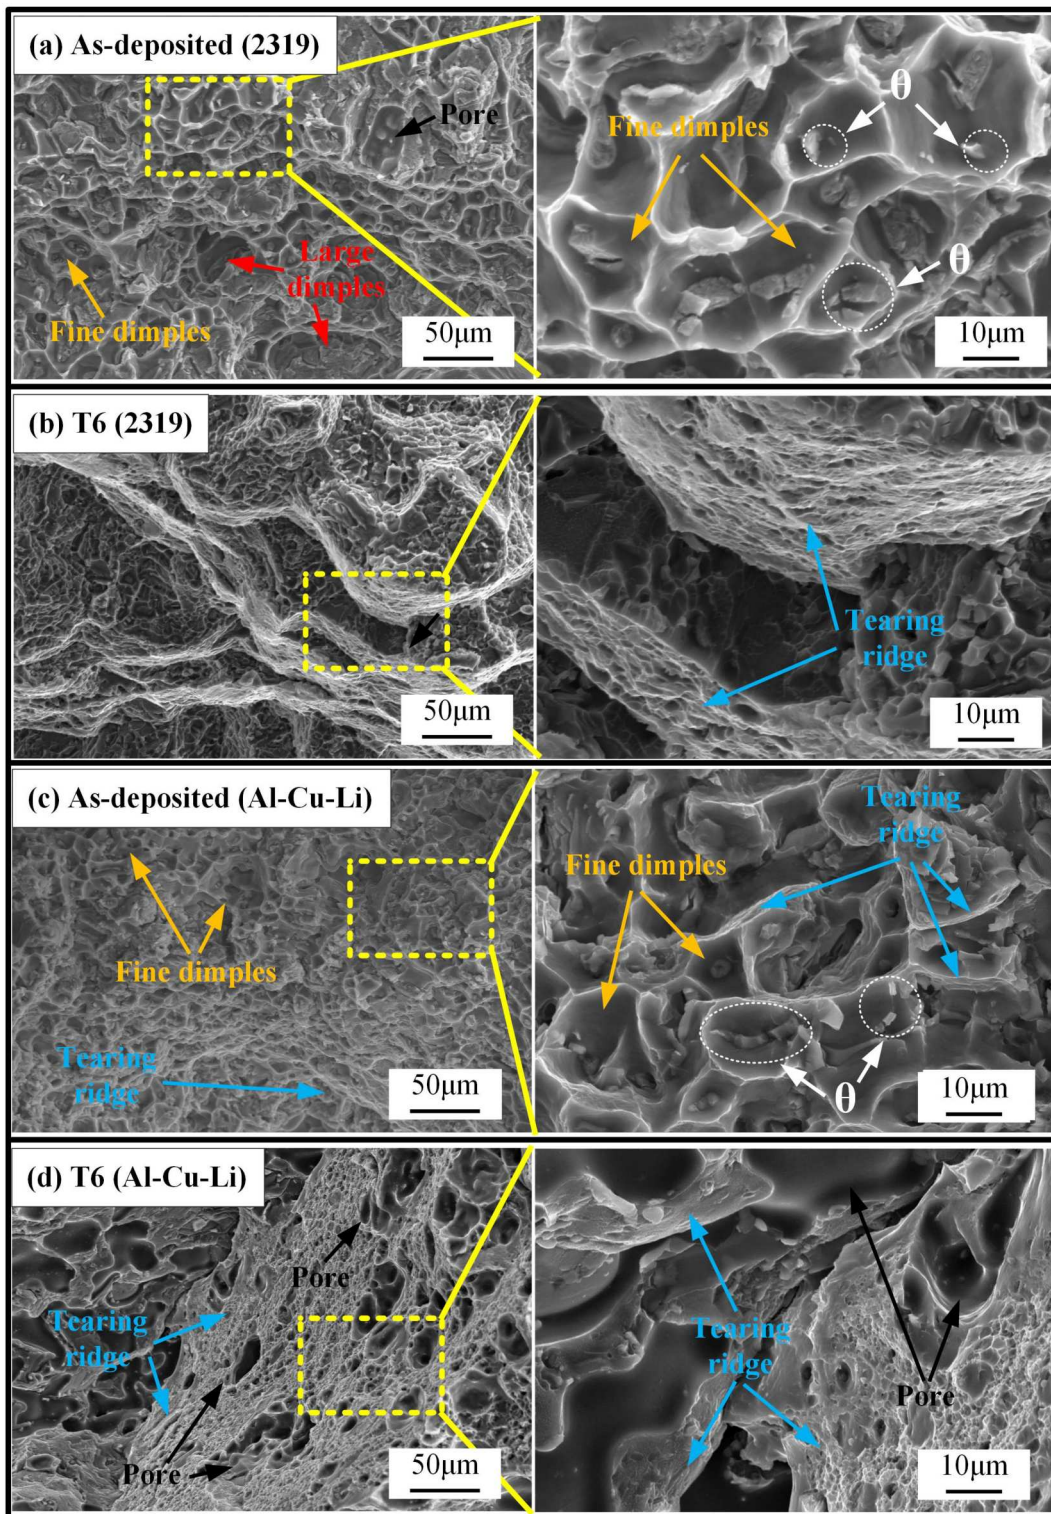 (a) As-deposited (2319)
Pore
Large
dimples
Fine dimples
50μm
Fine dimples
θ
θ
10μm
(b) T6 (2319)
50μm
Tearing
ridge
10μm
(c) As-deposited (Al-Cu-Li)
Fine dimples
Tearing
ridge
50μm
Tearing
ridge
Fine dimples
θ
10μm
(d) T6 (Al-Cu-Li)
Pore
Tearing
ridge
Pore
50μm
Tearing
ridge
Pore
10μm